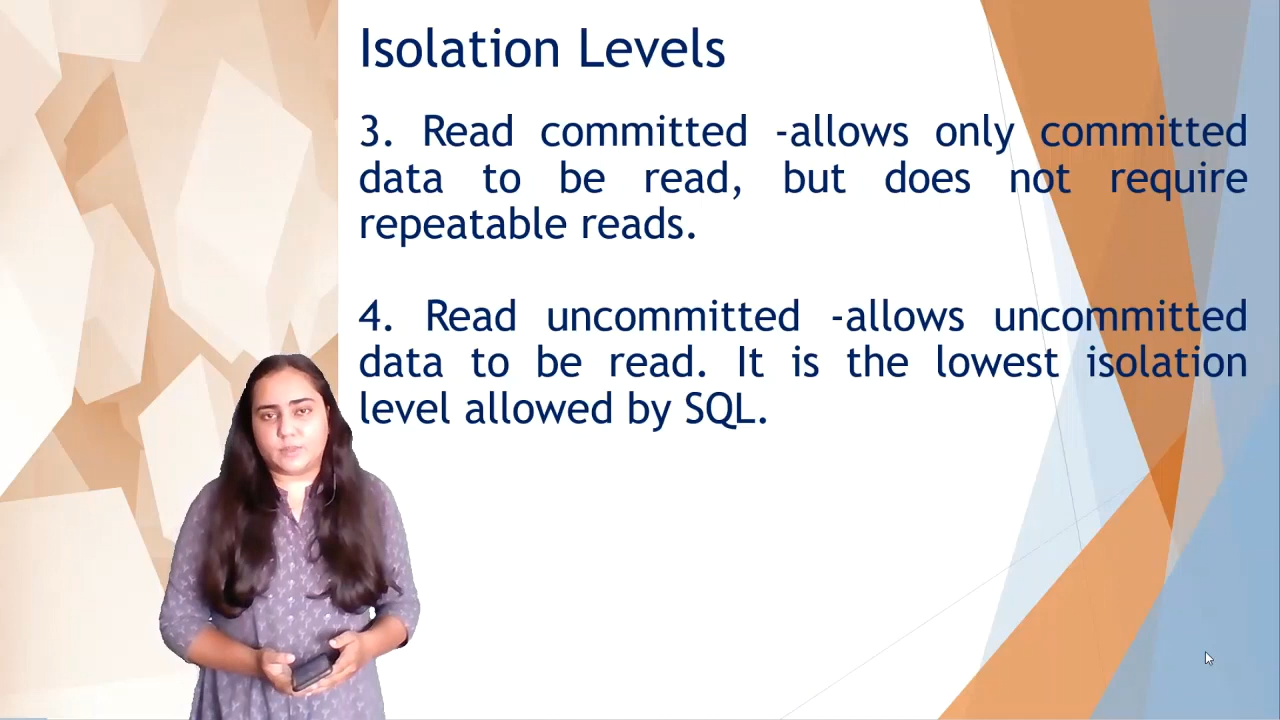 Isolation Levels
3. Read committed -allows only committed
data to be read, but does not require
repeatable reads.
4. Read uncommitted -allows uncommitted
data to be read. It is the lowest isolation
level allowed by SQL.